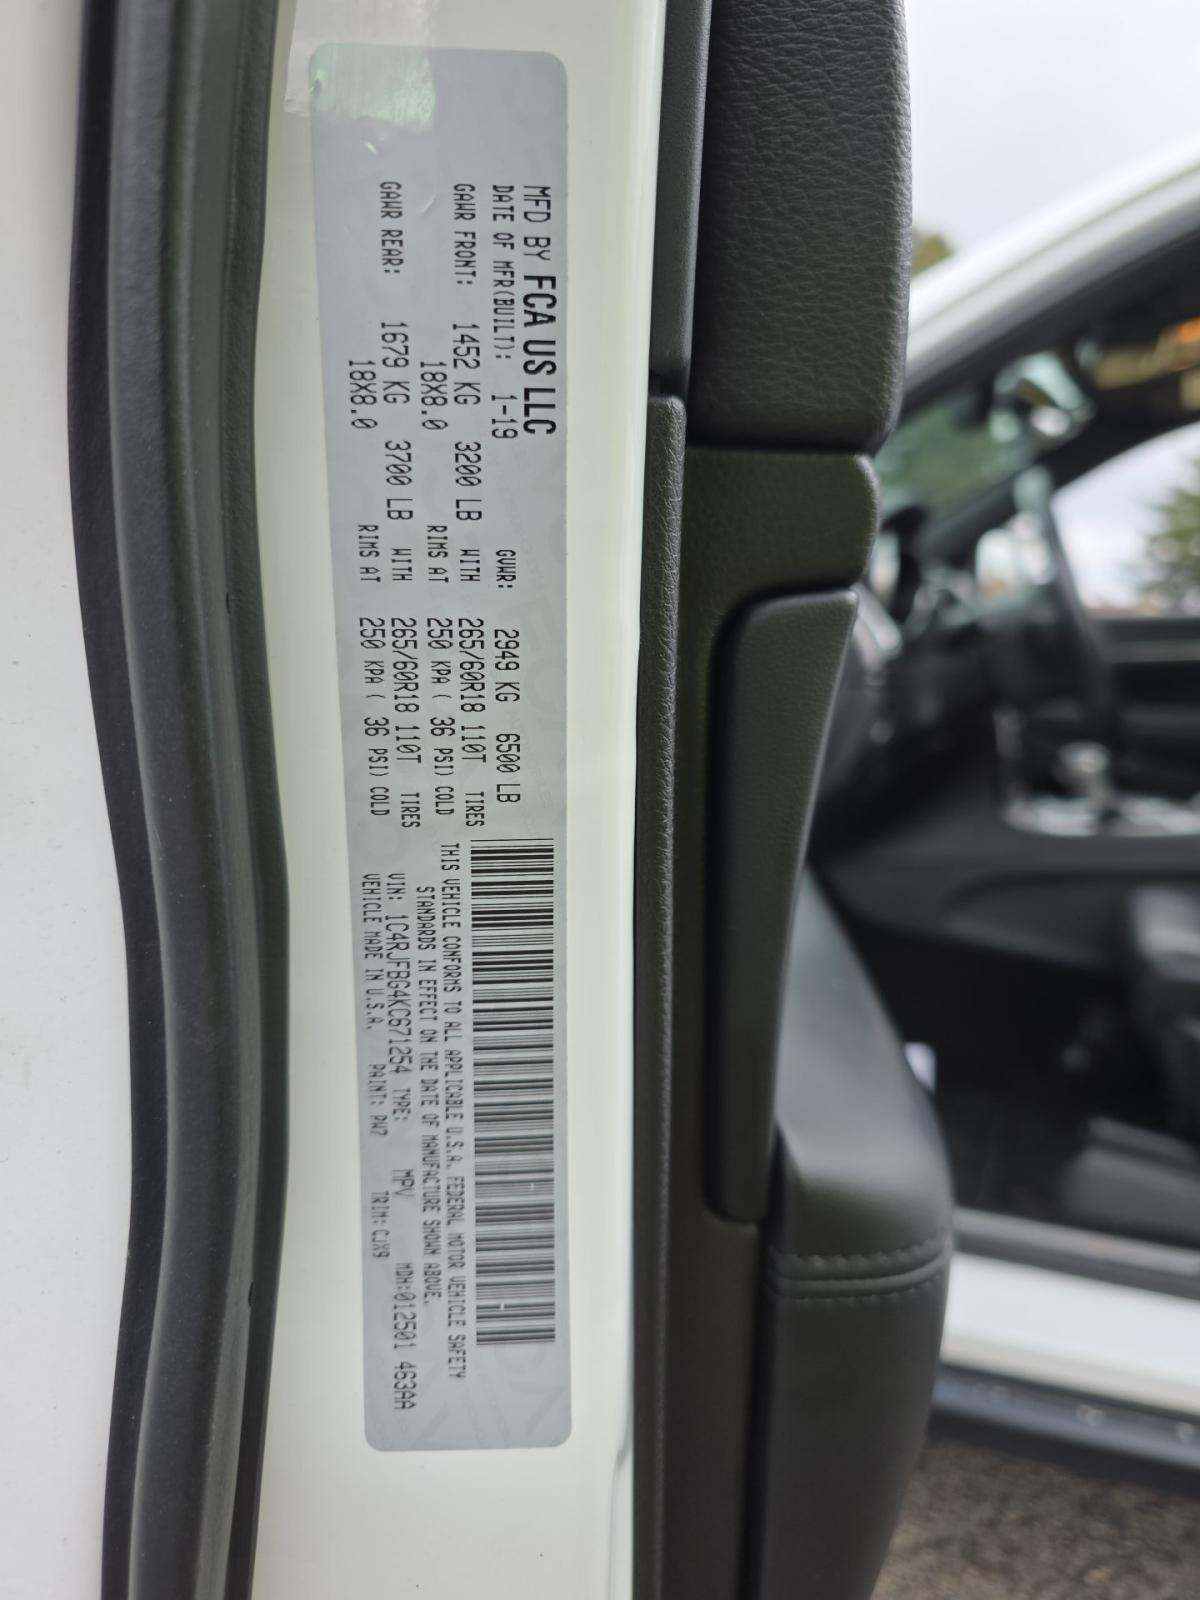 MFD BY FCA US LLC
DATE OF MFR(BUILT): 1-19 GVWR: 2949 KG 6500 LB
GAWR FRONT: 1452 KG 3200 LB WITH 265/60R18 110T TIRES
18X8.0 RIMS AT 250 KPA ( 36 PSI) COLD
GAWR REAR: 1679 KG 3700 LB WITH 265/60R18 110T TIRES
18X8.0 RIMS AT 250 KPA ( 36 PSI) COLD
THIS VEHICLE CONFORMS TO ALL APPLICABLE U.S.A. FEDERAL MOTOR VEHICLE SAFETY
STANDARDS IN EFFECT ON THE DATE OF MANUFACTURE SHOWN ABOVE.
VIN: 1C4RJFBG4KC671254 TYPE: MPV MDH:012501 463AA
VEHICLE MADE IN U.S.A. PAINT: PW7 TRIM: CJX9